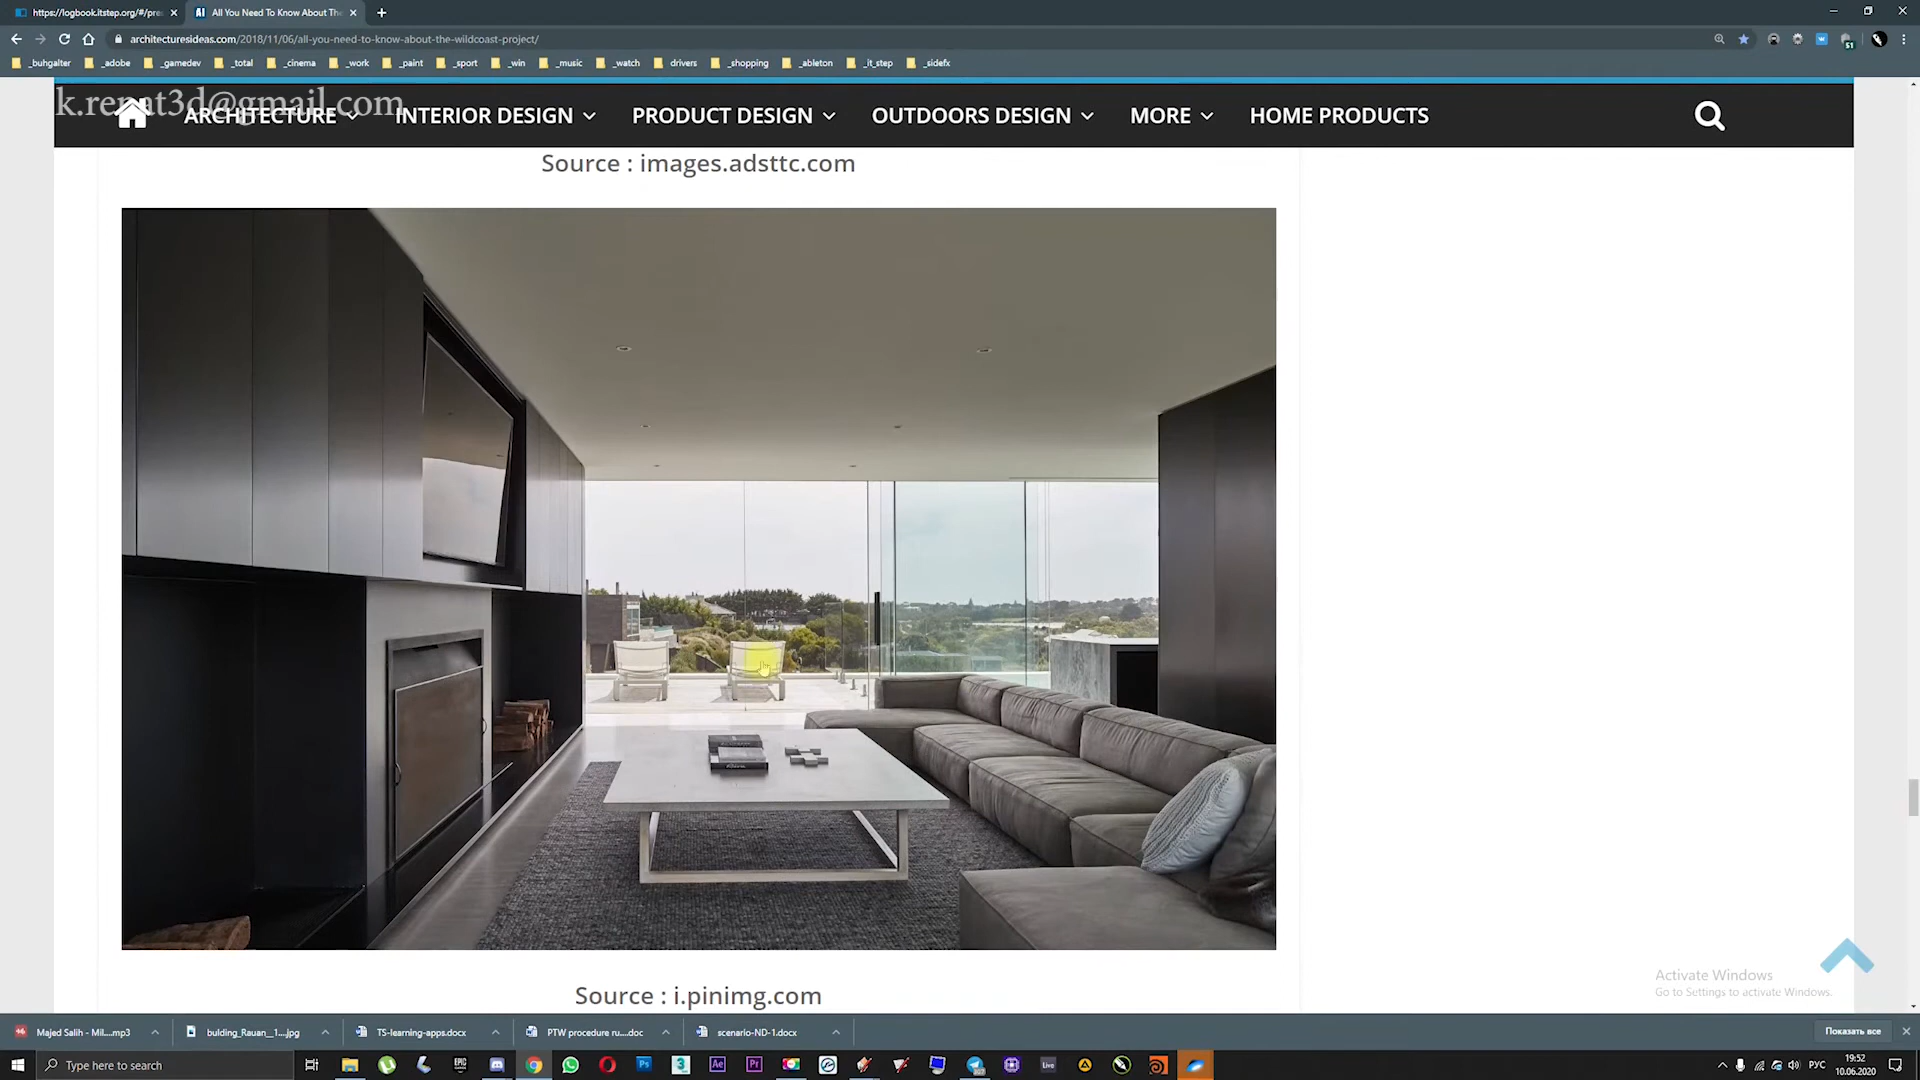 https://logbook.itstep.org/#/pre
All You Need To Know About The
architecturesideas.com/2018/11/06/all-you-need-to-know-about-the-wildcoast-project/
_buhgalter
_adobe
_gamedev
_total
_cinema
_work
_paint
_sport
_win
_music
_watch
drivers
_shopping
_ableton
_it_step
_sidefx
k.renat3d@gmail.com
ARCHITECTURE
INTERIOR DESIGN
PRODUCT DESIGN
OUTDOORS DESIGN
MORE
HOME PRODUCTS
Source : images.adsttc.com
Source : i.pinimg.com
Activate Windows
Go to Settings to activate Windows.
Majed Salih - Mil....mp3
bulding_Rauan__1....jpg
TS-learning-apps.docx
PTW procedure ru....doc
scenario-ND-1.docx
Показать все
Type here to search
РУС
19:52
10.06.2020